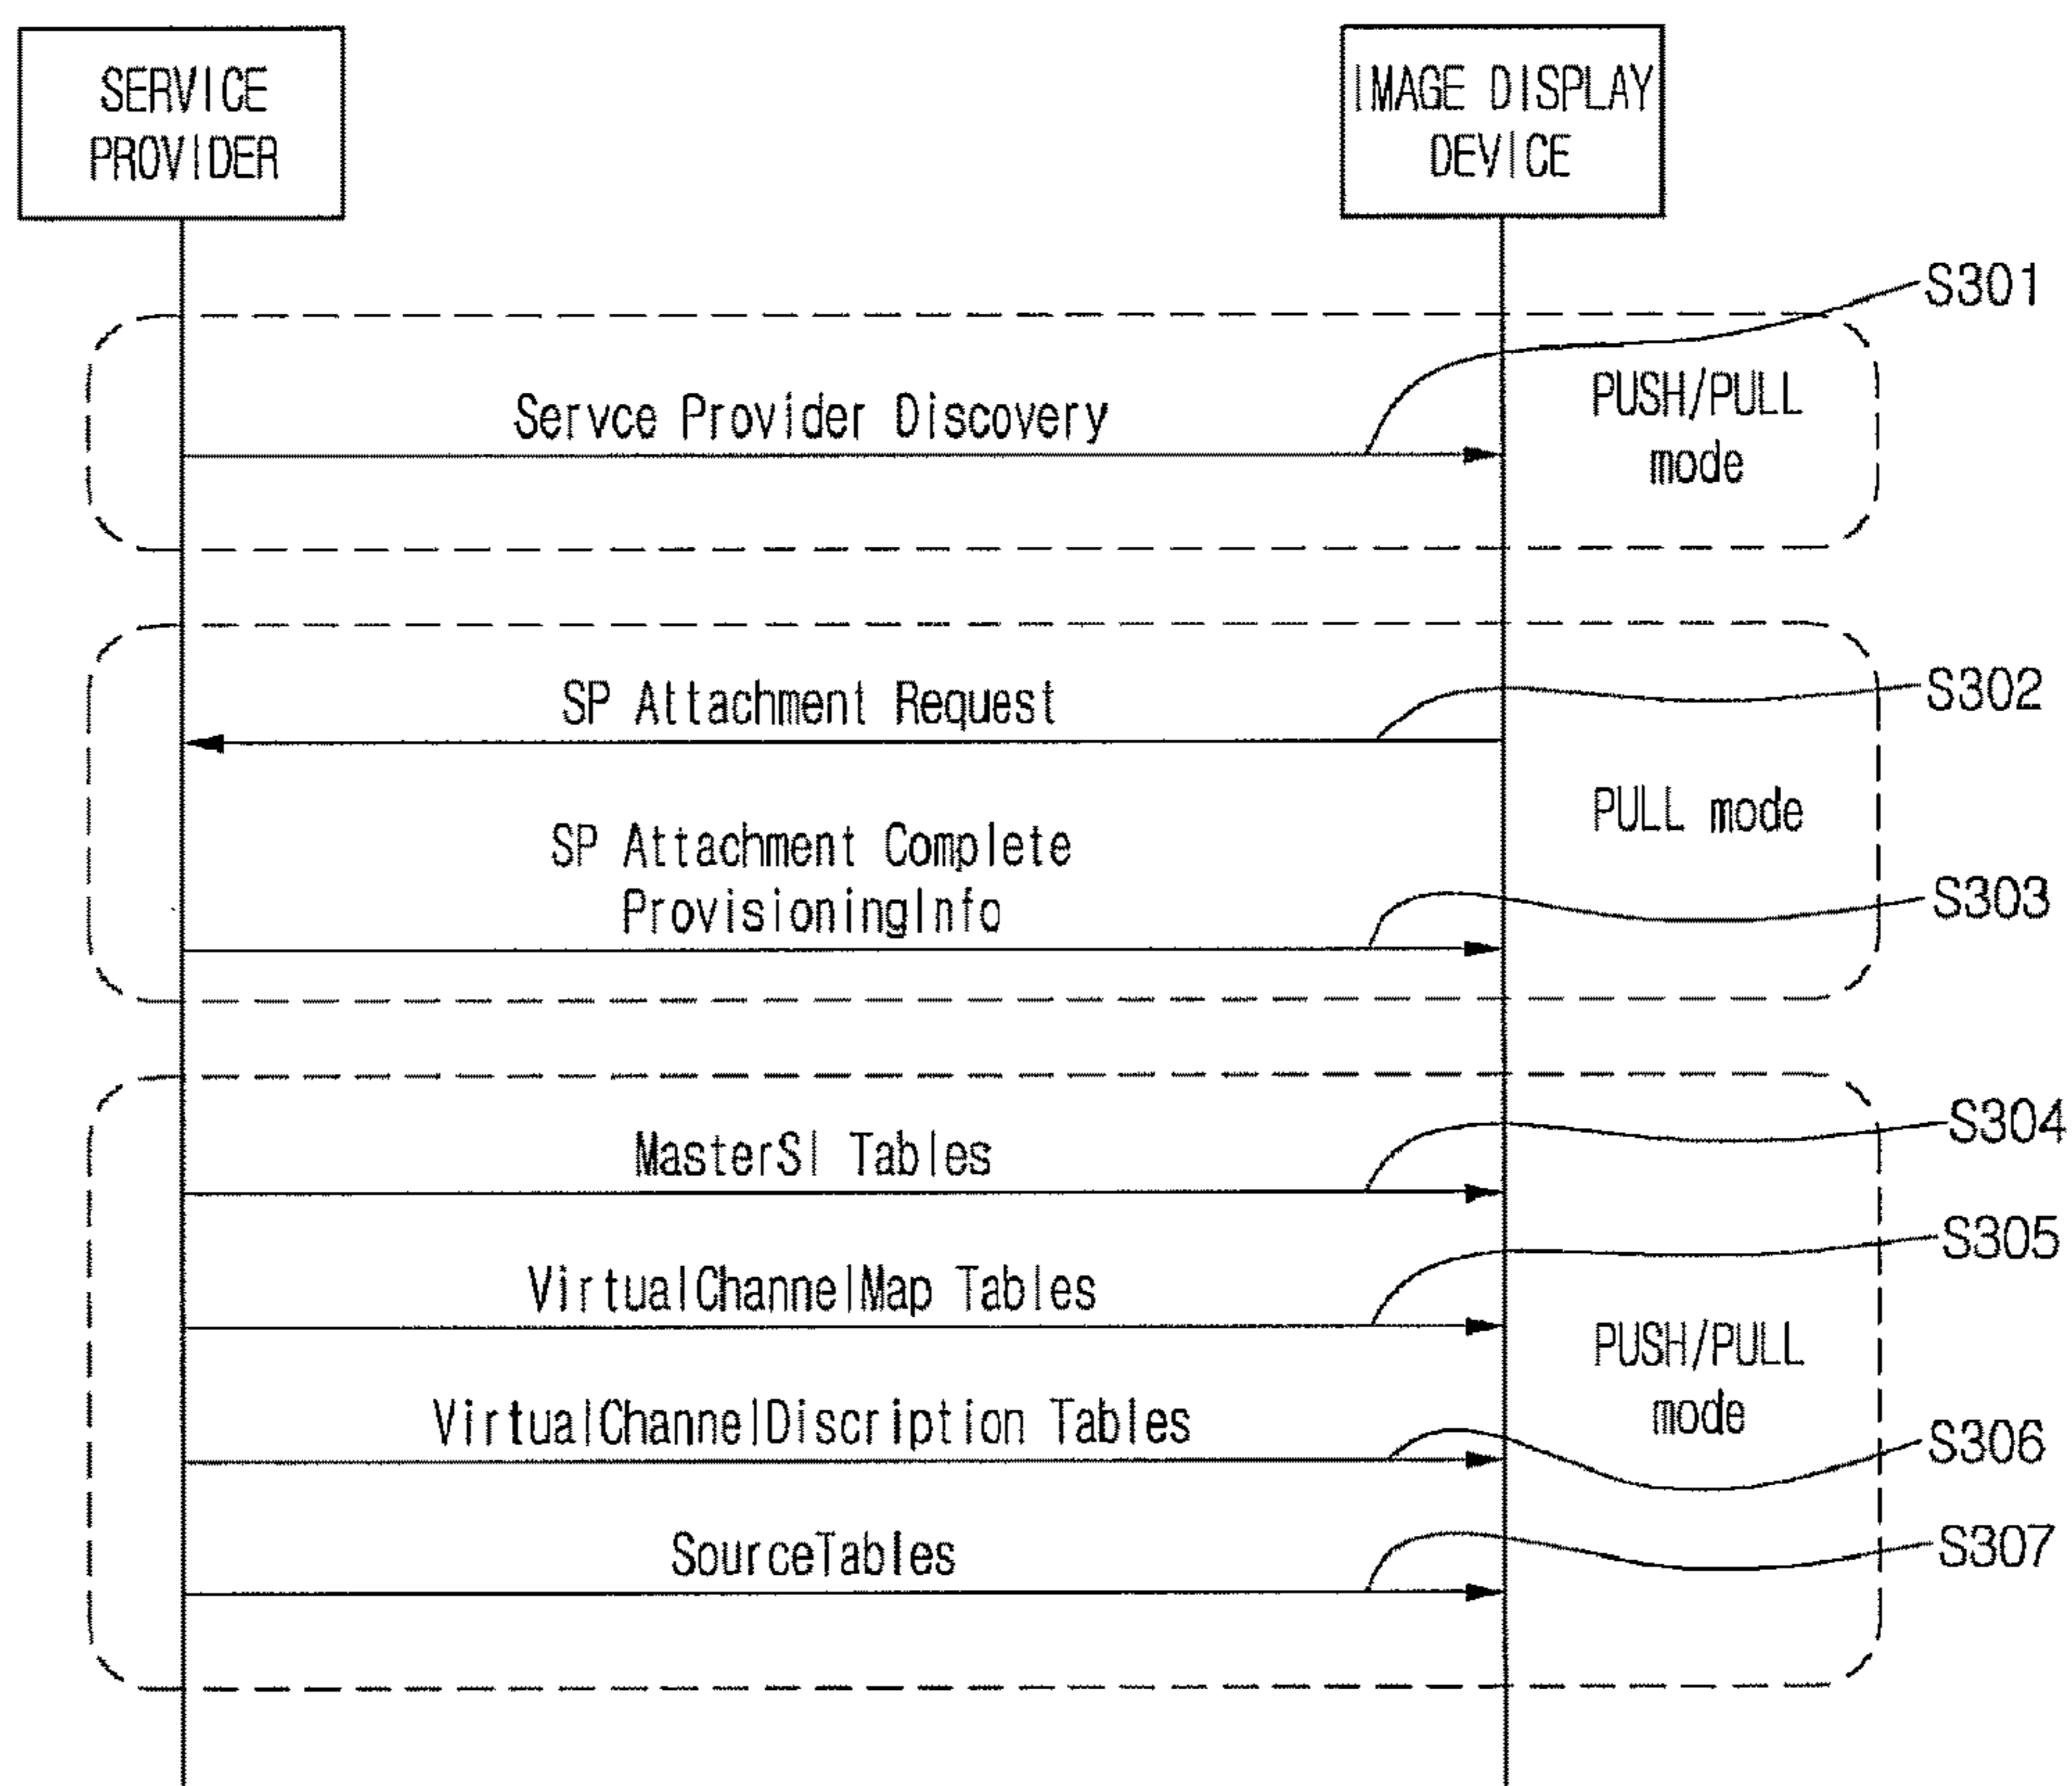 SERVICE
PROVIDER
IMAGE DISPLAY
DEVICE
S301
Servce Provider Discovery
PUSH/PULL
mode
SP Attachment Request
S302
PULL mode
SP Attachment Complete
ProvisioningInfo
S303
MasterSI Tables
S304
VirtualChannelMap Tables
S305
PUSH/PULL
mode
VirtualChannelDiscription Tables
S306
SourceTables
S307